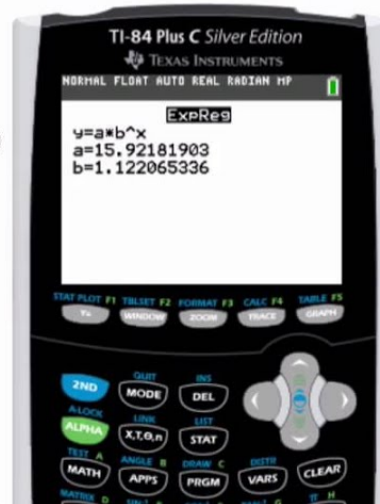 TI-84 Plus C Silver Edition
TEXAS INSTRUMENTS
NORMAL FLOAT AUTO REAL RADIAN MP
ExpReg
y=a*b^x
a=15.92181903
b=1.122065336
STAT PLOT F1 TBLSET F2 FORMAT F3 CALC F4 TABLE F5
Y= WINDOW ZOOM TRACE GRAPH
QUIT INS
2ND MODE DEL
A-LOCK LINK LIST
ALPHA X,T,Θ,n STAT
TEST A ANGLE B DRAW C DISTR
MATH APPS PRGM VARS CLEAR
MATRIX D H